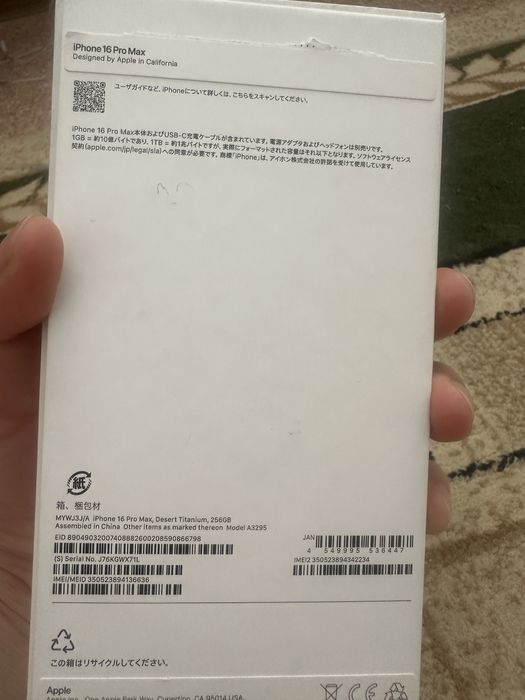 iPhone 16 Pro Max
Designed by Apple in California
ユーザガイドなど、iPhoneについて詳しくは、こちらをスキャンしてください。
iPhone 16 Pro Max本体およびUSB-C充電ケーブルが含まれています。電源アダプタおよびヘッドフォンは別売りです。
1GB = 約10億バイトであり、1TB = 約1兆バイトですが、実際にフォーマットされた容量はそれ以下となります。ソフトウェアライセンス
契約(apple.com/jp/legal/sla)への同意が必要です。商標「iPhone」は、アイホン株式会社の許諾を受けて使用しています。
紙
箱、梱包材
MYWJ3J/A iPhone 16 Pro Max, Desert Titanium, 256GB
Assembled in China Other items as marked thereon Model A3295
EID 89049032007408882600208590866798
(S) Serial No. J76KGWX71L
IMEI/MEID 350523894136636
JAN
4 549995 536447
IMEI2 350523894342234
この箱はリサイクルしてください。
Apple
Apple Inc., One Apple Park Way, Cupertino, CA 95014 USA.